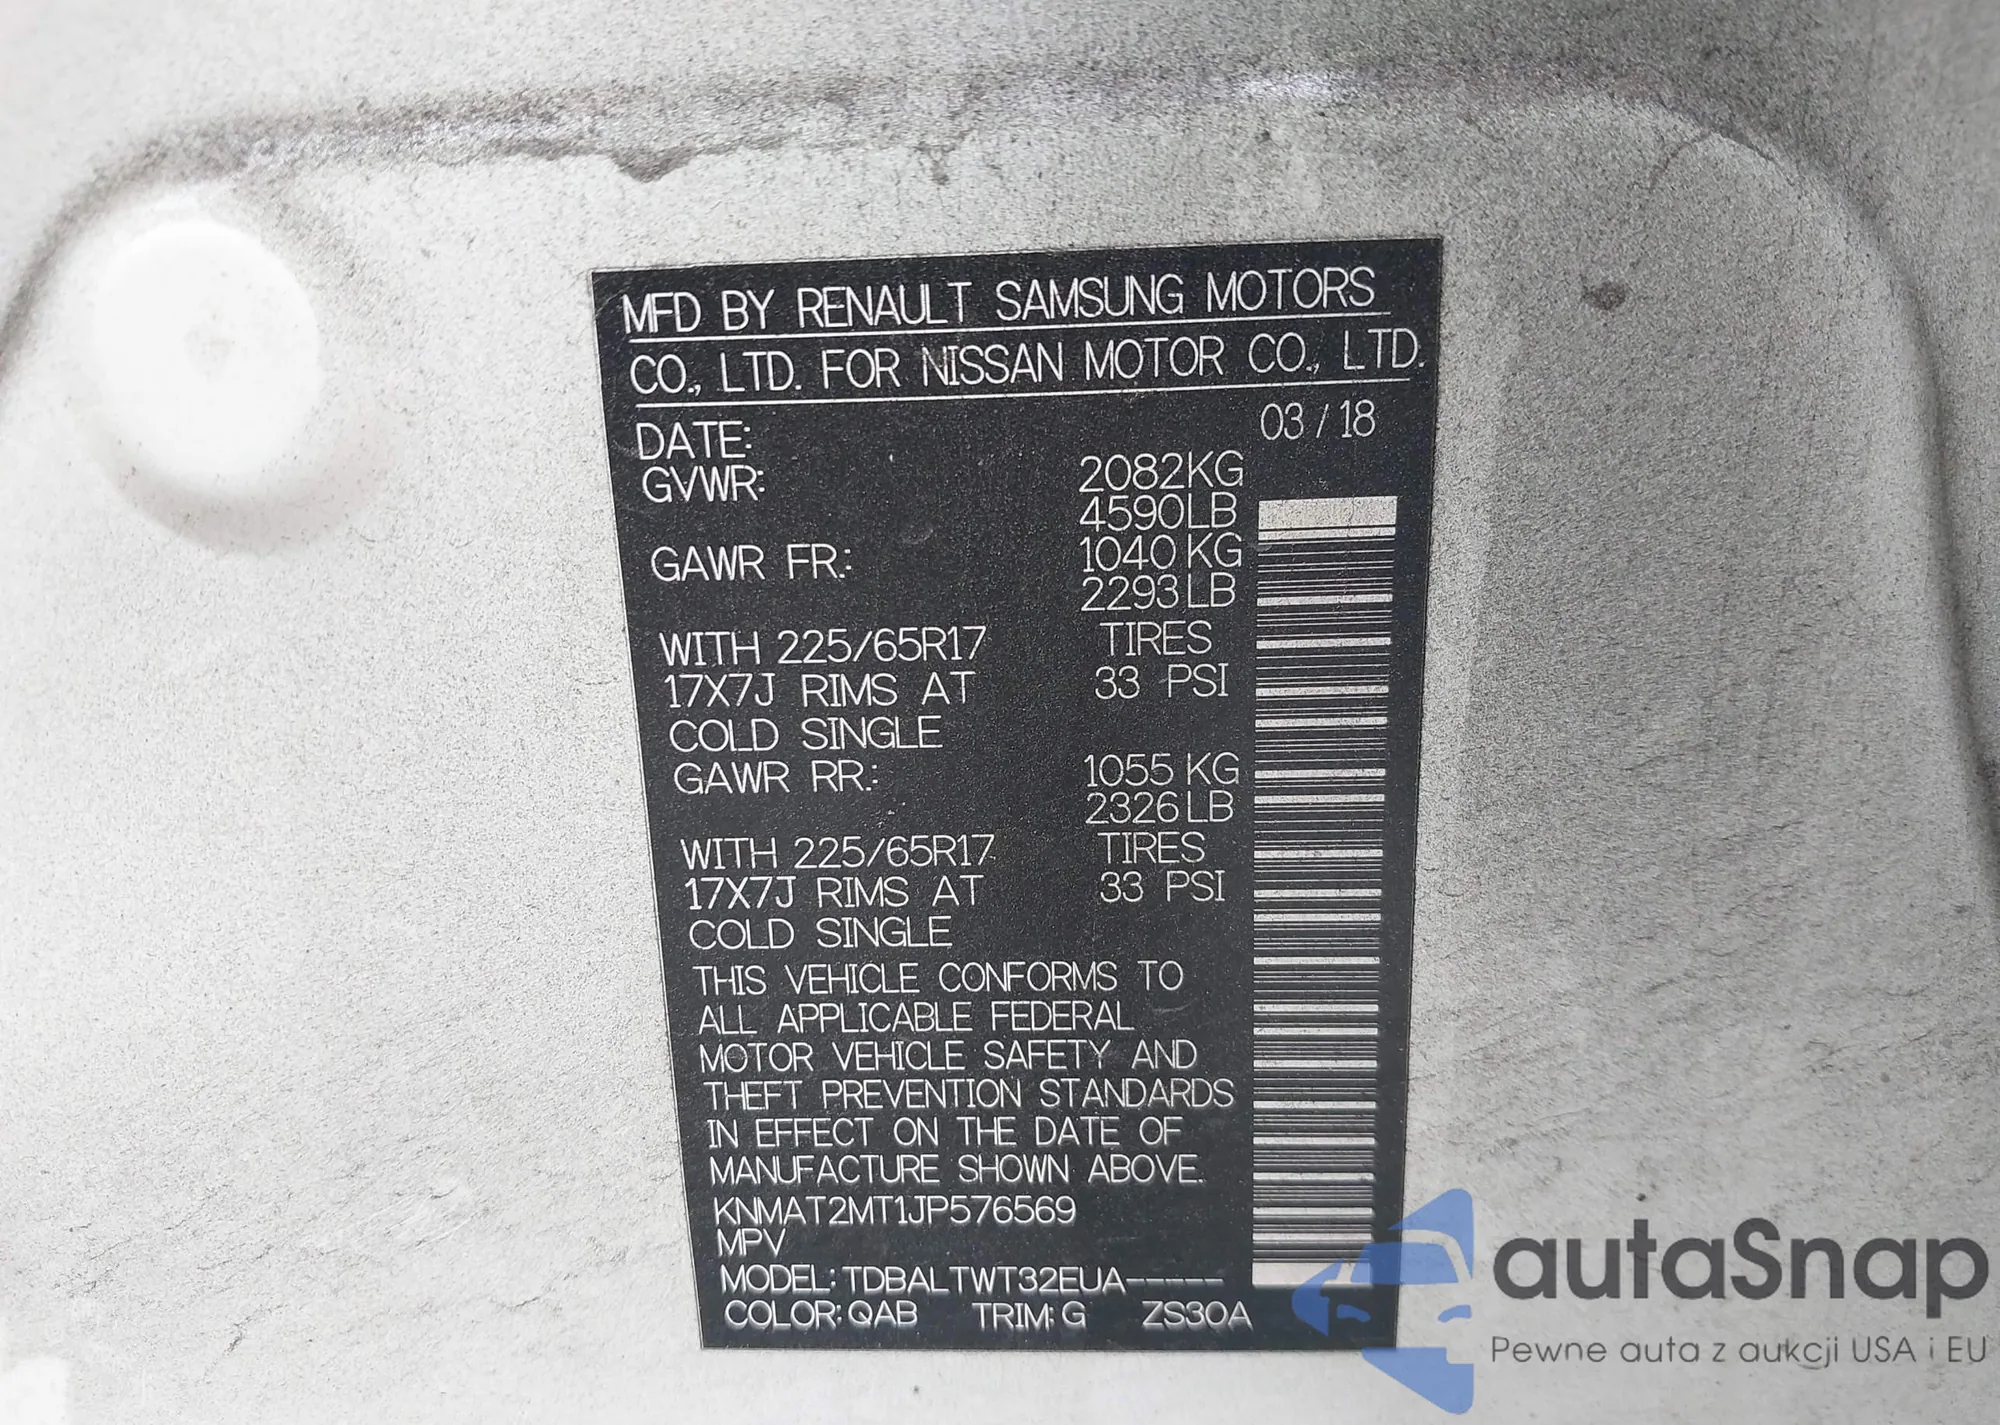 MFD BY RENAULT SAMSUNG MOTORS
CO., LTD. FOR NISSAN MOTOR CO., LTD.
DATE: 03 / 18
GVWR: 2082KG
4590LB
GAWR FR.: 1040 KG
2293LB
WITH 225/65R17 TIRES
17X7J RIMS AT 33 PSI
COLD SINGLE
GAWR RR.: 1055 KG
2326LB
WITH 225/65R17 TIRES
17X7J RIMS AT 33 PSI
COLD SINGLE
THIS VEHICLE CONFORMS TO
ALL APPLICABLE FEDERAL
MOTOR VEHICLE SAFETY AND
THEFT PREVENTION STANDARDS
IN EFFECT ON THE DATE OF
MANUFACTURE SHOWN ABOVE.
KNMAT2MT1JP576569
MPV
MODEL: TDBALTWT32EUA-----
COLOR: QAB TRIM: G ZS30A
autaSnap
Pewne auta z aukcji USA i EU